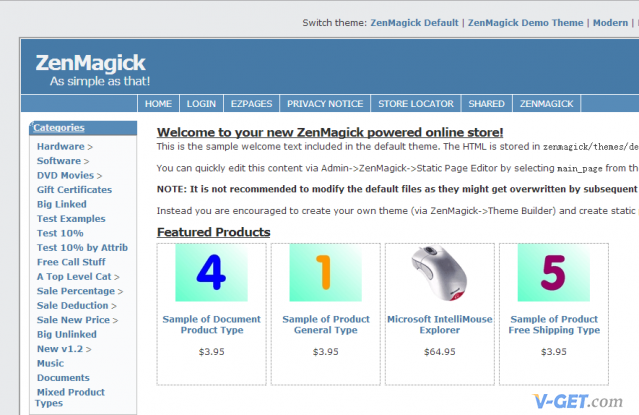 Switch theme: ZenMagick Default | ZenMagick Demo Theme | Modern |
ZenMagick
As simple as that!
HOME LOGIN EZPAGES PRIVACY NOTICE STORE LOCATOR SHARED ZENMAGICK
Categories
Hardware >
Software >
DVD Movies >
Gift Certificates
Big Linked
Test Examples
Test 10%
Test 10% by Attrib
Free Call Stuff
A Top Level Cat >
Sale Percentage >
Sale Deduction >
Sale New Price >
Big Unlinked
New v1.2 >
Music
Documents
Mixed Product
Types
Welcome to your new ZenMagick powered online store!
This is the sample welcome text included in the default theme. The HTML is stored in zenmagick/themes/de
You can quickly edit this content via Admin->ZenMagick->Static Page Editor by selecting main_page from the
NOTE: It is not recommended to modify the default files as they might get overwritten by subsequent
Instead you are encouraged to create your own theme (via ZenMagick->Theme Builder) and create static
Featured Products
4
Sample of Document
Product Type
$3.95
1
Sample of Product
General Type
$3.95
Microsoft IntelliMouse
Explorer
$64.95
5
Sample of Product
Free Shipping Type
$3.95
V-GET.com